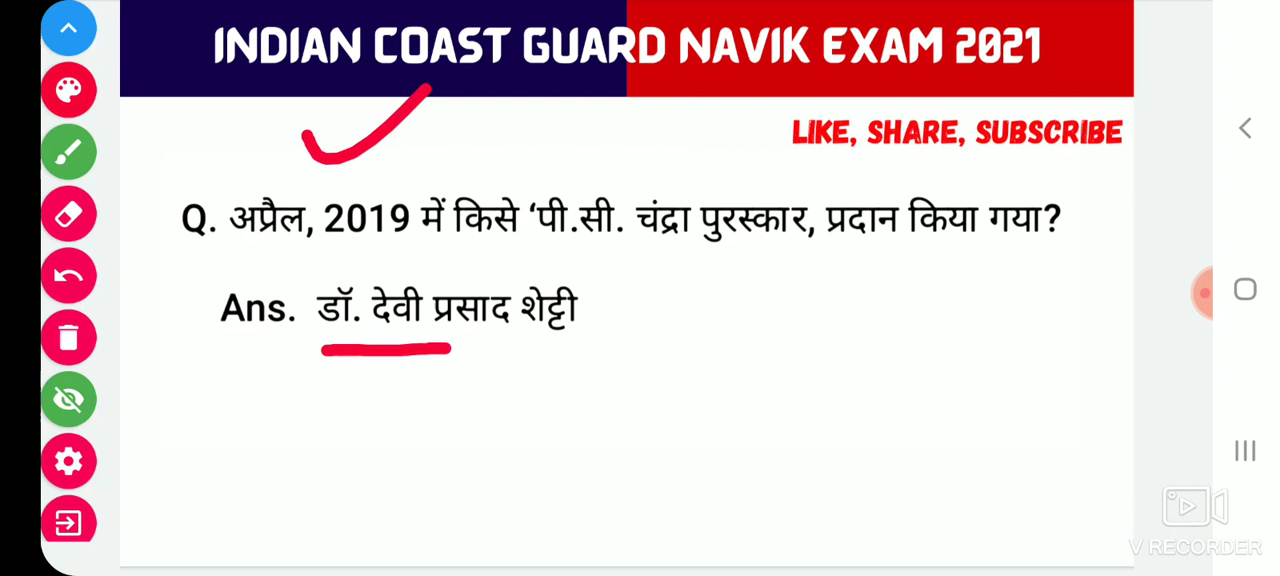 INDIAN COAST GUARD NAVIK EXAM 2021
LIKE, SHARE, SUBSCRIBE
Q. अप्रैल, 2019 में किसे ‘पी.सी. चंद्रा पुरस्कार, प्रदान किया गया?
Ans. डॉ. देवी प्रसाद शेट्टी
V RECORDER